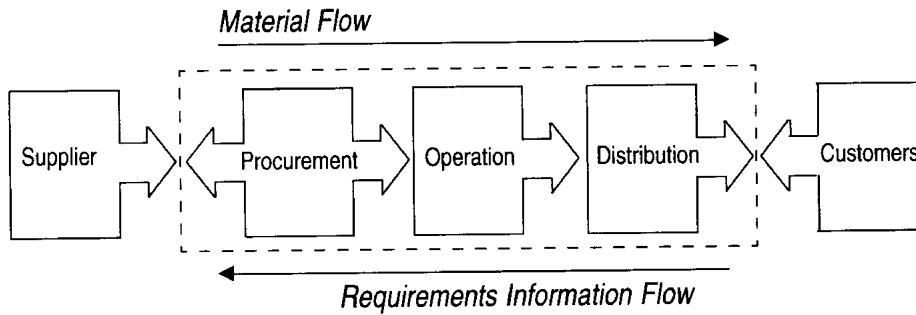 Material Flow
Supplier
Procurement
Operation
Distribution
Customers
Requirements Information Flow